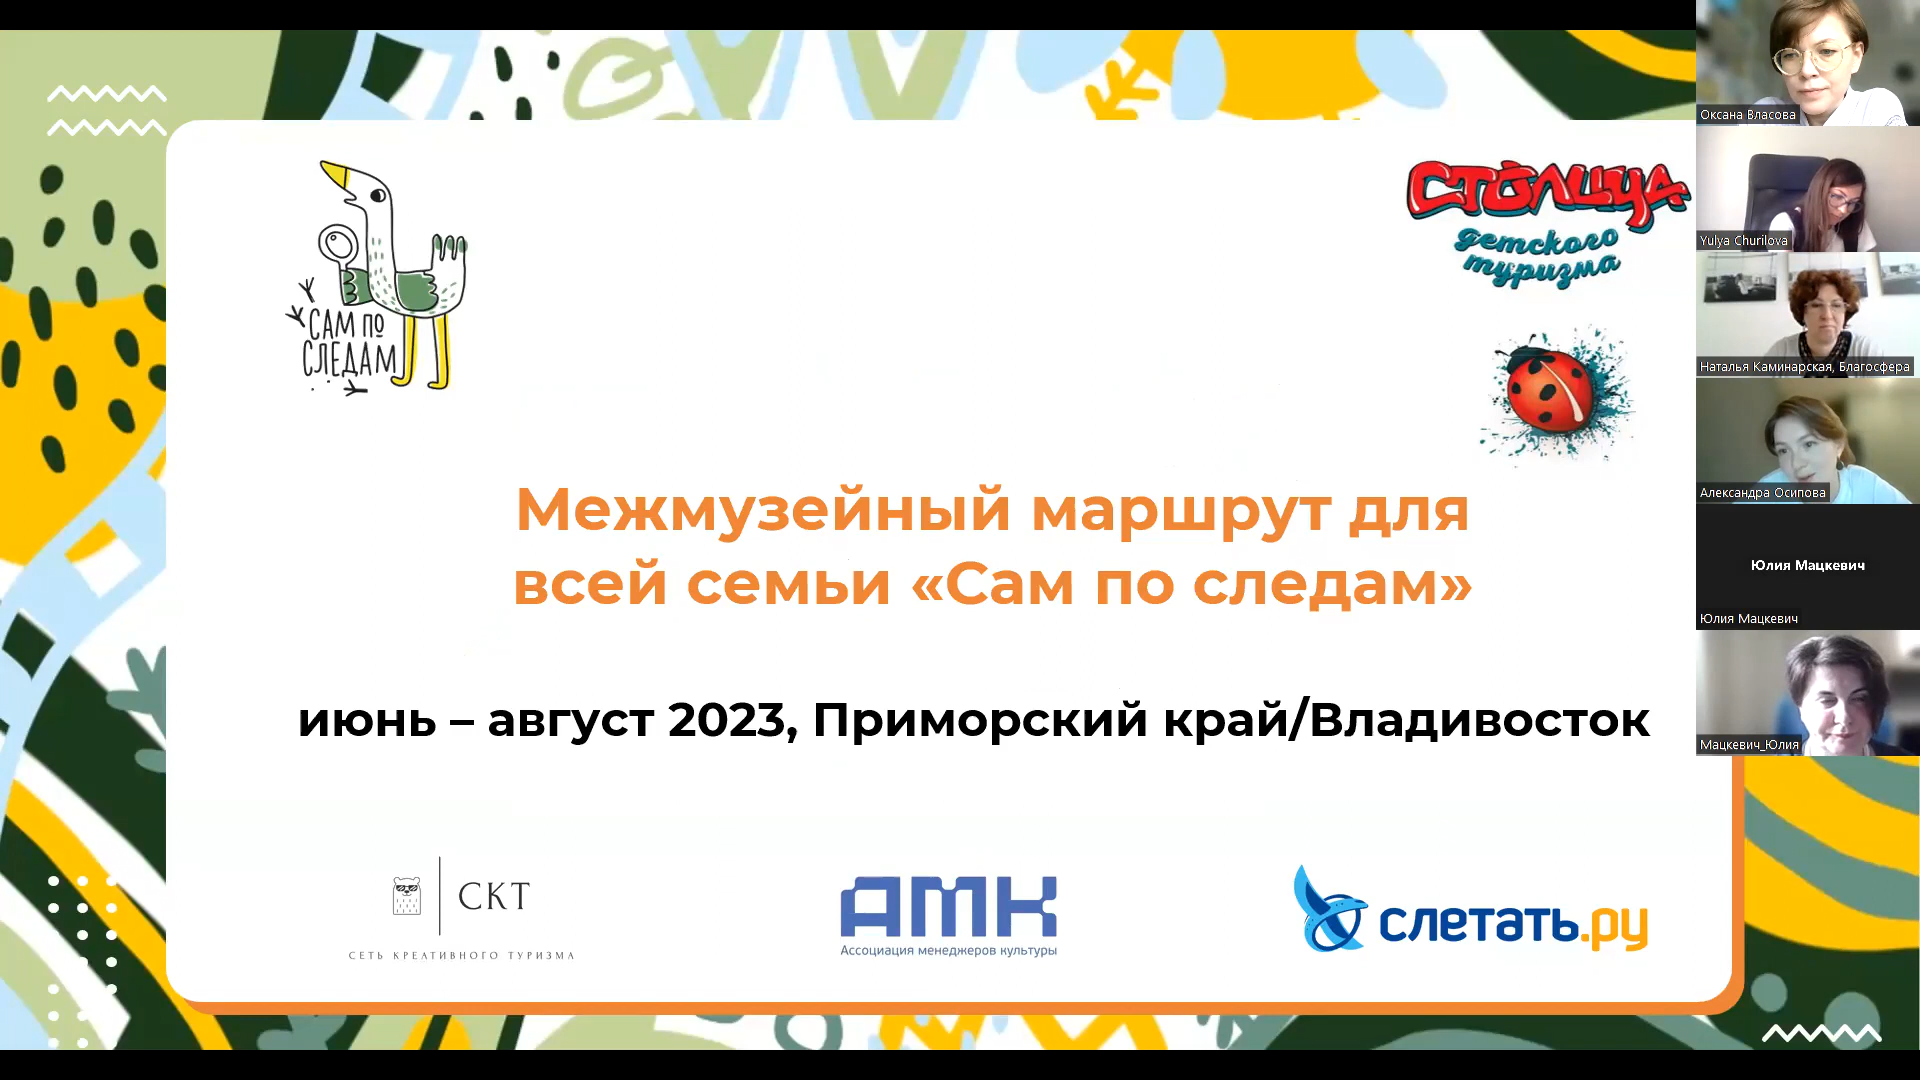 САМ ПО
СЛЕДАМ
СТОЛИЦА
детского
туризма
Межмузейный маршрут для
всей семьи «Сам по следам»
июнь – август 2023, Приморский край/Владивосток
СКТ
СЕТЬ КРЕАТИВНОГО ТУРИЗМА
АМК
Ассоциация менеджеров культуры
слетать.ру
Оксана Власова
Yulya Churilova
Наталья Каминарская, Благосфера
Александра Осипова
Юлия Мацкевич
Юлия Мацкевич
Мацкевич_Юлия